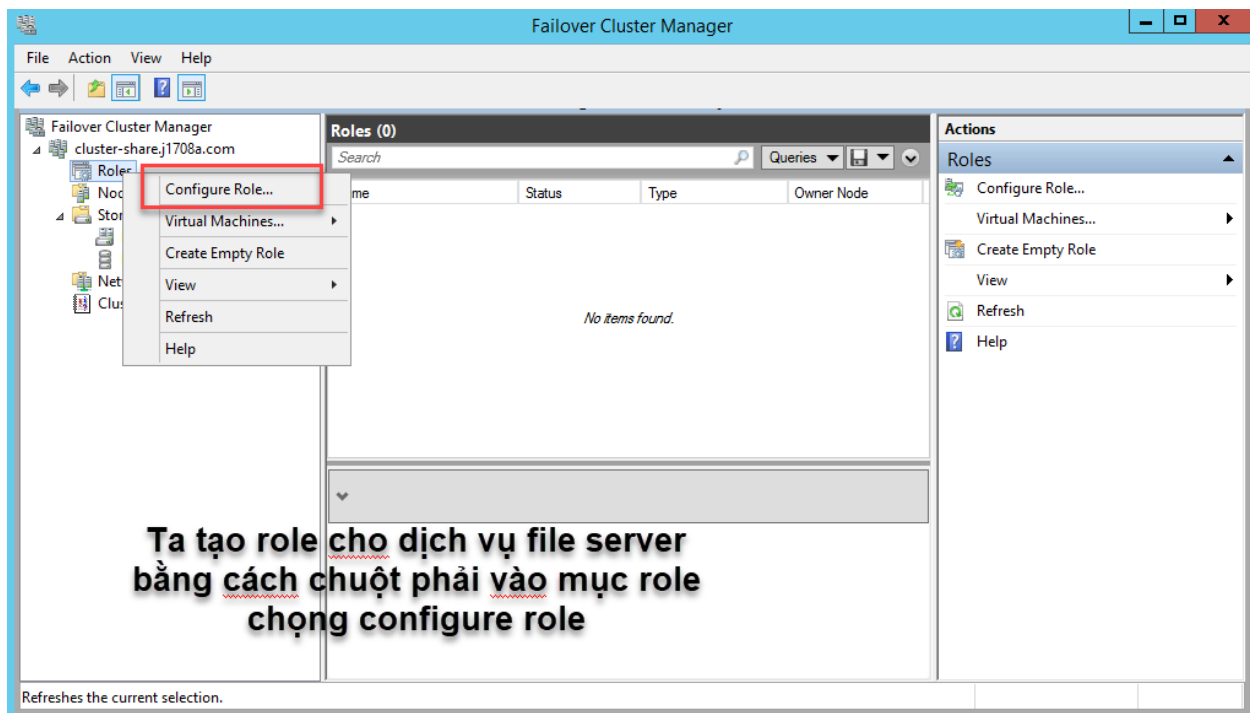 Failover Cluster Manager
File Action View Help
Failover Cluster Manager
cluster-share.j1708a.com
Roles
Configure Role...
Virtual Machines...
Create Empty Role
View
Refresh
Help
Roles (0)
Search
Queries
Status Type Owner Node
No items found.
Actions
Roles
Configure Role...
Virtual Machines...
Create Empty Role
View
Refresh
Help
Ta tạo role cho dịch vụ file server
bằng cách chuột phải vào mục role
chọng configure role
Refreshes the current selection.